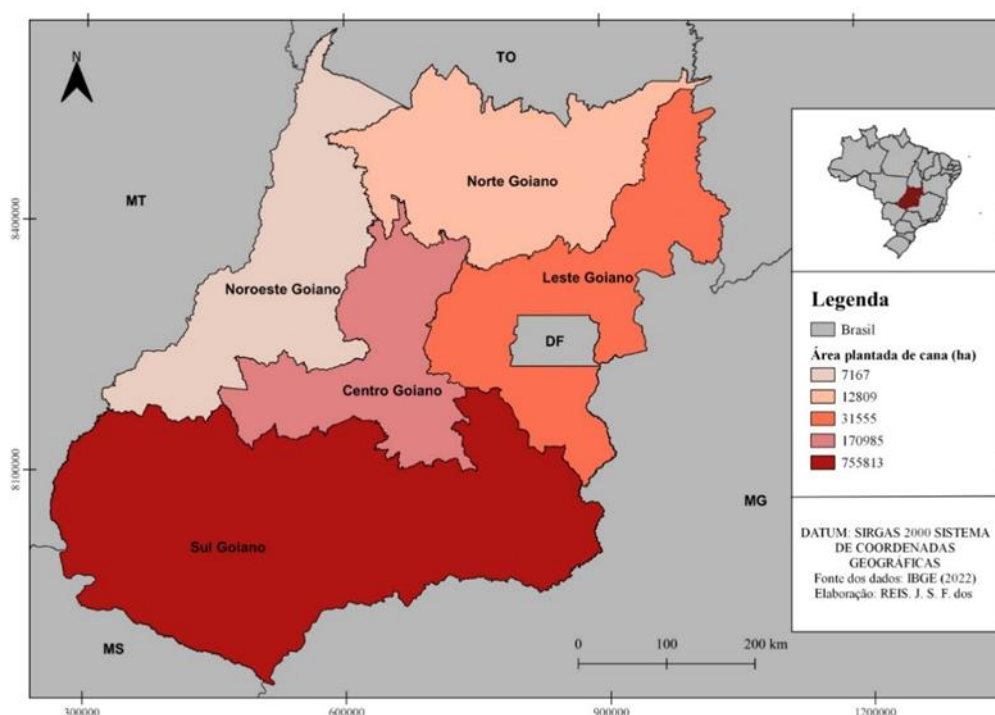 N
TO
MT
Norte Goiano
Noroeste Goiano
Leste Goiano
DF
Centro Goiano
Sul Goiano
MG
MS
8400000
8100000
300000
600000
900000
1200000
0 100 200 km
Legenda
Brasil
Área plantada de cana (ha)
7167
12809
31555
170985
755813
DATUM: SIRGAS 2000 SISTEMA
DE COORDENADAS
GEOGRÁFICAS
Fonte dos dados: IBGE (2022)
Elaboração: REIS. J. S. F. dos